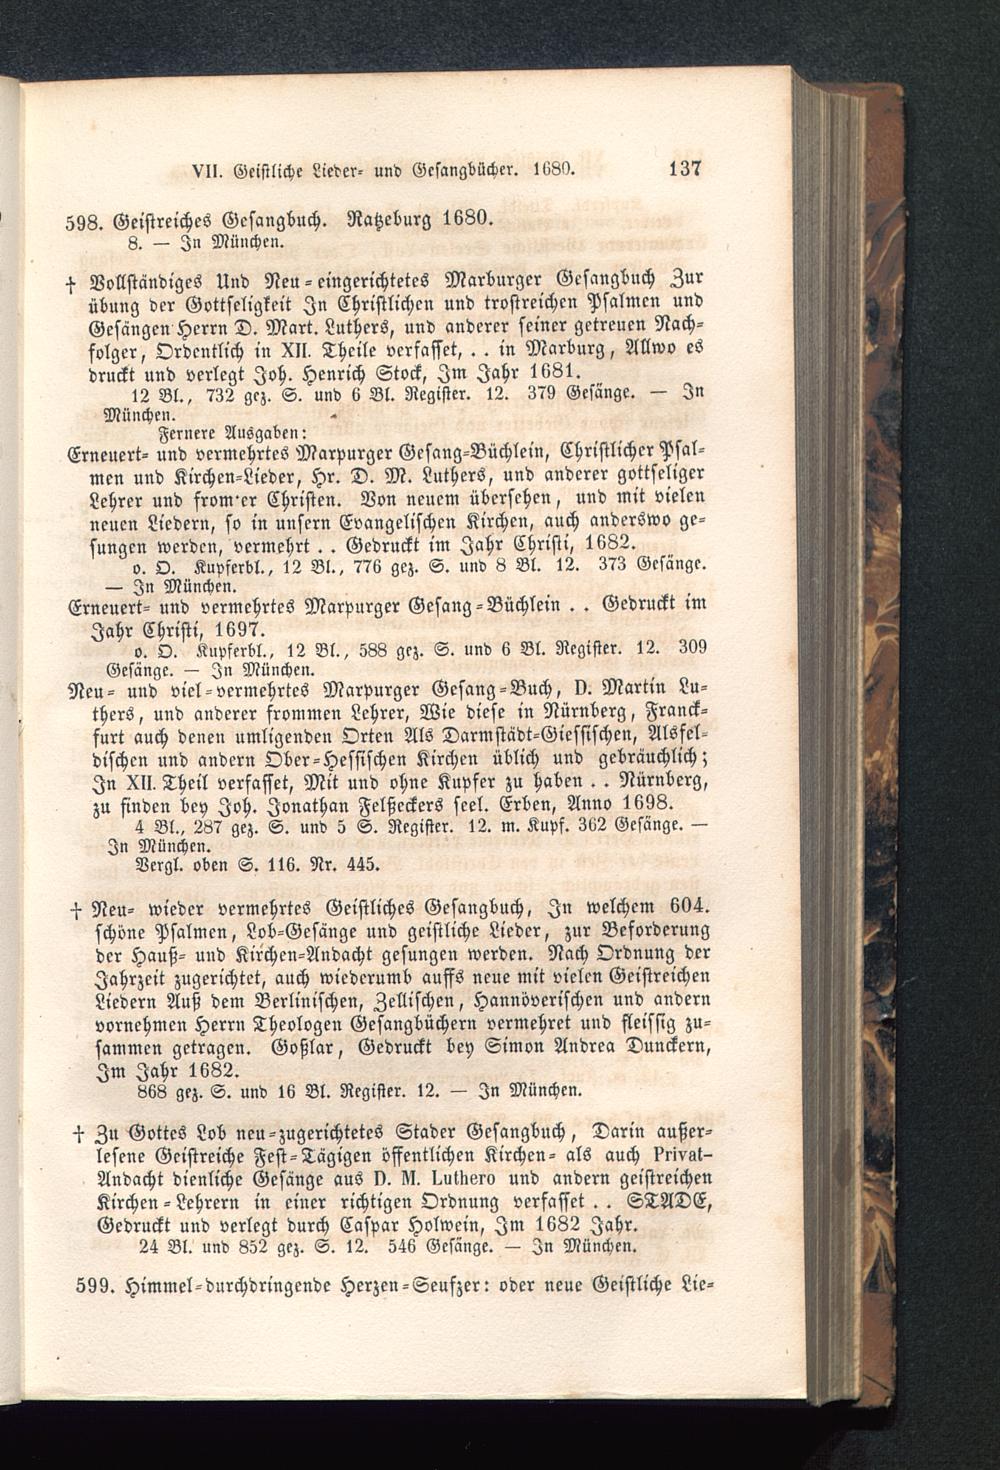 VII. Geistliche Lieder- und Gesangbücher. 1680. 137
598. Geistreiches Gesangbuch. Ratzeburg 1680.
8. — In München.
† Vollständiges Und Neu-eingerichtetes Marburger Gesangbuch Zur
übung der Gottseligkeit In Christlichen und trostreichen Psalmen und
Gesängen Herrn D. Mart. Luthers, und anderer seiner getreuen Nach-
folger, Ordentlich in XII. Theile verfasset, . . in Marburg, Allwo es
druckt und verlegt Joh. Henrich Stock, Im Jahr 1681.
12 Bl., 732 gez. S. und 6 Bl. Register. 12. 379 Gesänge. — In
München.
Fernere Ausgaben:
Erneuert- und vermehrtes Marpurger Gesang-Büchlein, Christlicher Psal-
men und Kirchen-Lieder, Hr. D. M. Luthers, und anderer gottseliger
Lehrer und from'er Christen. Von neuem übersehen, und mit vielen
neuen Liedern, so in unsern Evangelischen Kirchen, auch anderswo ge-
sungen werden, vermehrt . . Gedruckt im Jahr Christi, 1682.
o. O. Kupferbl., 12 Bl., 776 gez. S. und 8 Bl. 12. 373 Gesänge.
— In München.
Erneuert- und vermehrtes Marpurger Gesang-Büchlein . . Gedruckt im
Jahr Christi, 1697.
o. O. Kupferbl., 12 Bl., 588 gez. S. und 6 Bl. Register. 12. 309
Gesänge. — In München.
Neu- und viel-vermehrtes Marpurger Gesang-Buch, D. Martin Lu-
thers, und anderer frommen Lehrer, Wie diese in Nürnberg, Franck-
furt auch denen umligenden Orten Als Darmstädt-Giessischen, Alsfel-
dischen und andern Ober-Hessischen Kirchen üblich und gebräuchlich;
In XII. Theil verfasset, Mit und ohne Kupfer zu haben . . Nürnberg,
zu finden bey Joh. Jonathan Felßeckers seel. Erben, Anno 1698.
4 Bl., 287 gez. S. und 5 S. Register. 12. m. Kupf. 362 Gesänge. —
In München.
Vergl. oben S. 116. Nr. 445.
† Neu- wieder vermehrtes Geistliches Gesangbuch, In welchem 604.
schöne Psalmen, Lob-Gesänge und geistliche Lieder, zur Beforderung
der Hauß- und Kirchen-Andacht gesungen werden. Nach Ordnung der
Jahrzeit zugerichtet, auch wiederumb auffs neue mit vielen Geistreichen
Liedern Auß dem Berlinischen, Zellischen, Hannöverischen und andern
vornehmen Herrn Theologen Gesangbüchern vermehret und fleissig zu-
sammen getragen. Goßlar, Gedruckt bey Simon Andrea Dunckern,
Im Jahr 1682.
868 gez. S. und 16 Bl. Register. 12. — In München.
† Zu Gottes Lob neu-zugerichtetes Stader Gesangbuch, Darin außer-
lesene Geistreiche Fest-Tägigen öffentlichen Kirchen- als auch Privat-
Andacht dienliche Gesänge aus D. M. Luthero und andern geistreichen
Kirchen-Lehrern in einer richtigen Ordnung verfasset . . STADE,
Gedruckt und verlegt durch Caspar Holwein, Im 1682 Jahr.
24 Bl. und 852 gez. S. 12. 546 Gesänge. — In München.
599. Himmel-durchdringende Herzen-Seufzer: oder neue Geistliche Lie-